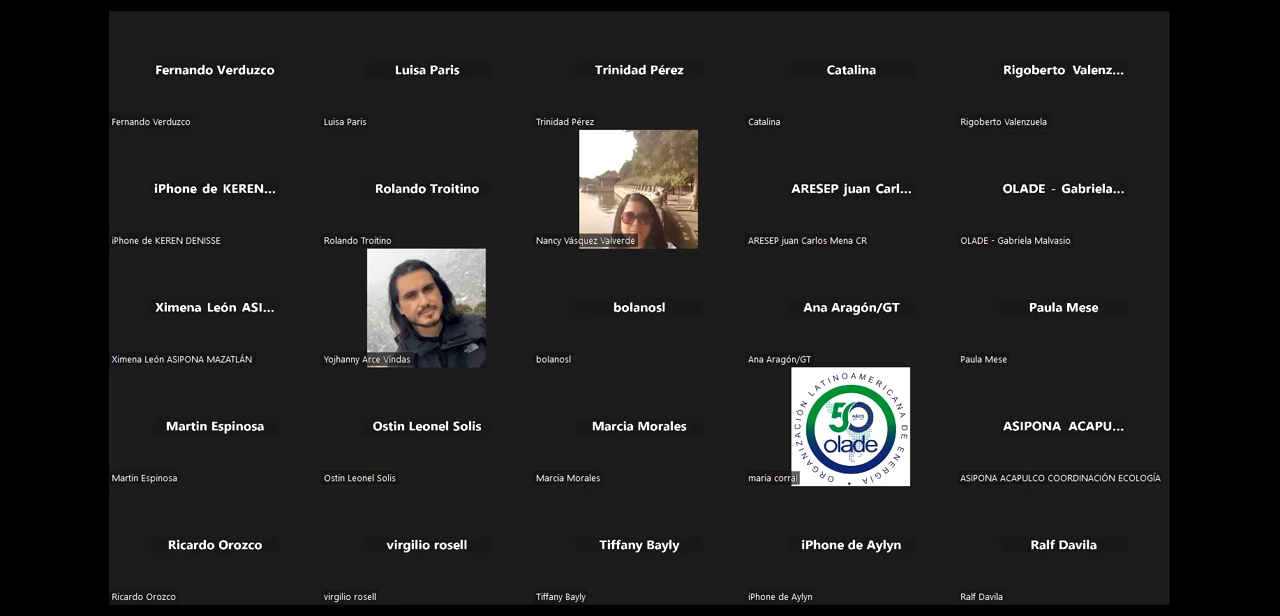 Fernando Verduzco
Luisa Paris
Trinidad Pérez
Catalina
Rigoberto Valenz...
Fernando Verduzco
Luisa Paris
Trinidad Pérez
Catalina
Rigoberto Valenzuela
iPhone de KEREN...
Rolando Troitino
ARESEP juan Carl...
OLADE - Gabriela...
iPhone de KEREN DENISSE
Rolando Troitino
Nancy Vásquez Valverde
ARESEP juan Carlos Mena CR
OLADE - Gabriela Malvasio
Ximena León ASI...
bolanosl
Ana Aragón/GT
Paula Mese
Ximena León ASIPONA MAZATLÁN
Yojhanny Arce Vindas
bolanosl
Ana Aragón/GT
Paula Mese
Martin Espinosa
Ostin Leonel Solis
Marcia Morales
ORGANIZACIÓN LATINOAMERICANA DE ENERGÍA
50
AÑOS
olade
ASIPONA ACAPU...
Martin Espinosa
Ostin Leonel Solis
Marcia Morales
maria corral
ASIPONA ACAPULCO COORDINACIÓN ECOLOGÍA
Ricardo Orozco
virgilio rosell
Tiffany Bayly
iPhone de Aylyn
Ralf Davila
Ricardo Orozco
virgilio rosell
Tiffany Bayly
iPhone de Aylyn
Ralf Davila